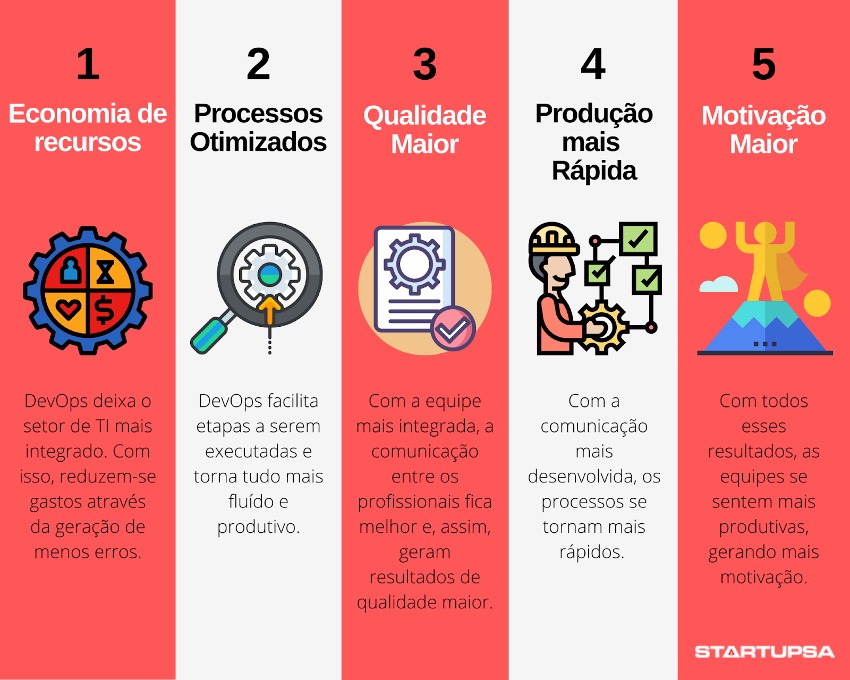 1
Economia de
recursos
DevOps deixa o
setor de TI mais
integrado. Com
isso, reduzem-se
gastos através
da geração de
menos erros.
2
Processos
Otimizados
DevOps facilita
etapas a serem
executadas e
torna tudo mais
fluído e
produtivo.
3
Qualidade
Maior
Com a equipe
mais integrada, a
comunicação
entre os
profissionais fica
melhor e, assim,
geram
resultados de
qualidade maior.
4
Produção
mais
Rápida
Com a
comunicação
mais
desenvolvida, os
processos se
tornam mais
rápidos.
5
Motivação
Maior
Com todos
esses
resultados, as
equipes se
sentem mais
produtivas,
gerando mais
motivação.
$
STARTUPSA